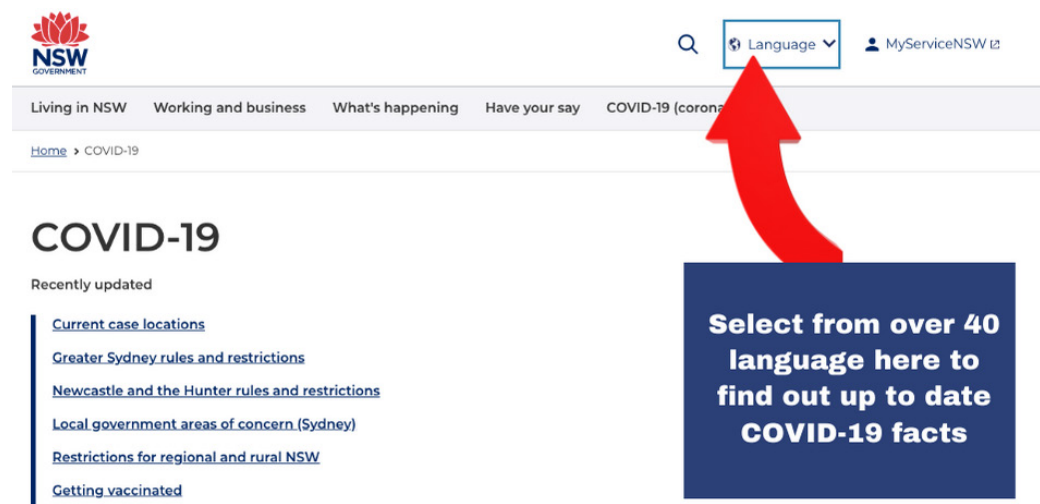 NSW
GOVERNMENT
Language
MyServiceNSW
Living in NSW Working and business What's happening Have your say COVID-19 (corona
Home > COVID-19
COVID-19
Recently updated
Current case locations
Greater Sydney rules and restrictions
Newcastle and the Hunter rules and restrictions
Local government areas of concern (Sydney)
Restrictions for regional and rural NSW
Getting vaccinated
Select from over 40
language here to
find out up to date
COVID-19 facts